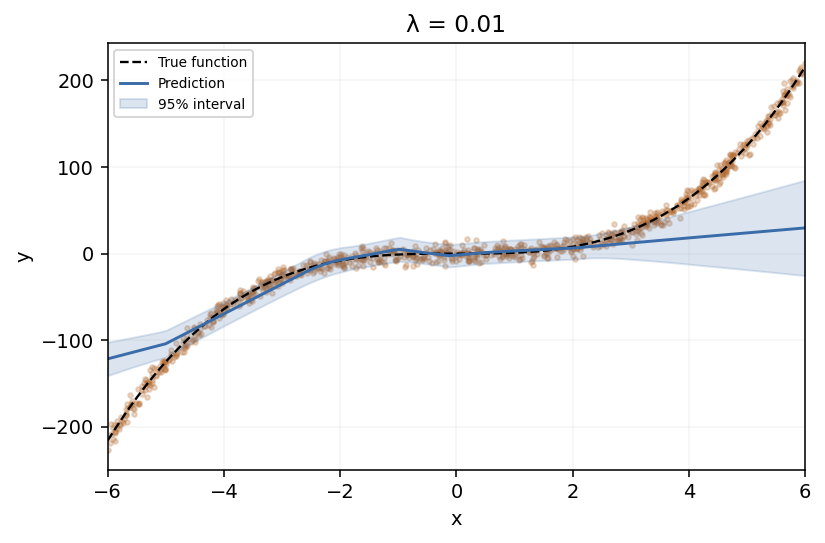 λ = 0.01
True function
Prediction
95% interval
200
100
0
−100
−200
y
−6 −4 −2 0 2 4 6
x